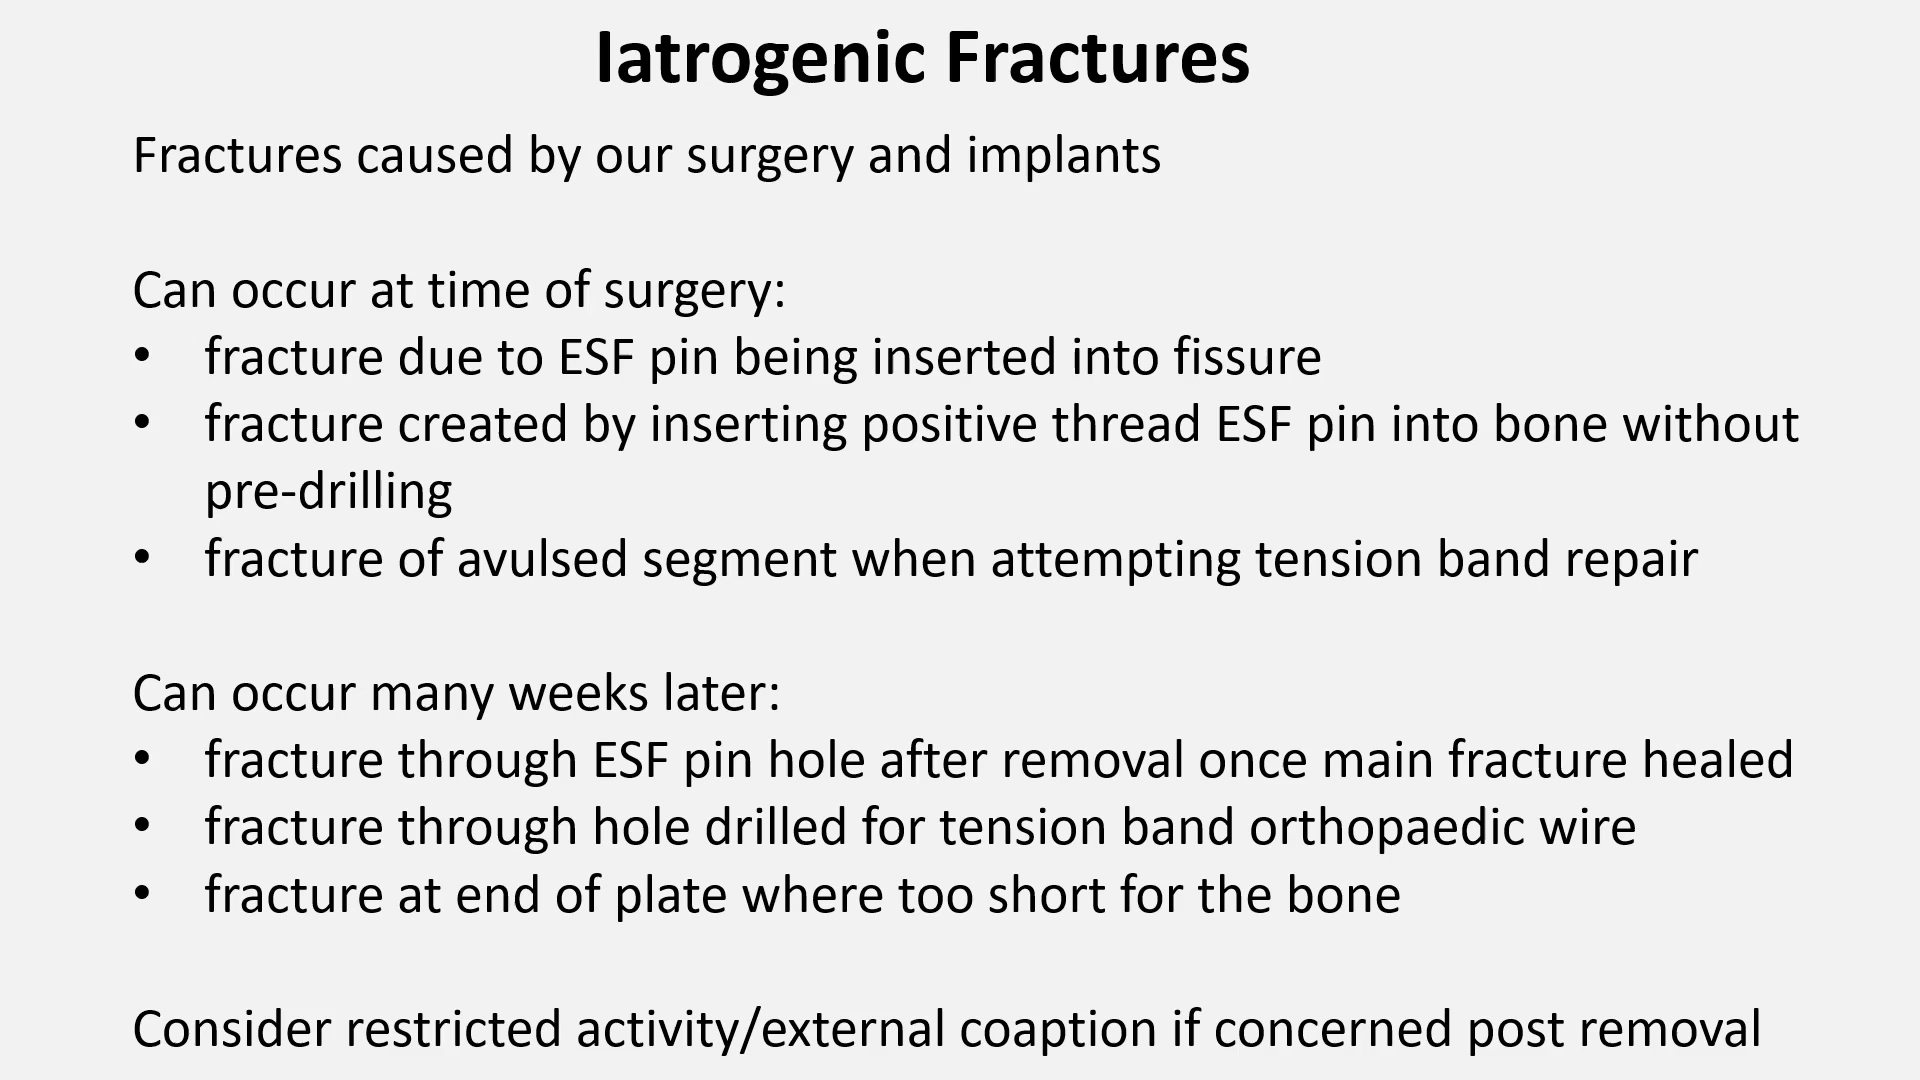 Iatrogenic Fractures
Fractures caused by our surgery and implants
Can occur at time of surgery:
• fracture due to ESF pin being inserted into fissure
• fracture created by inserting positive thread ESF pin into bone without
pre-drilling
• fracture of avulsed segment when attempting tension band repair
Can occur many weeks later:
• fracture through ESF pin hole after removal once main fracture healed
• fracture through hole drilled for tension band orthopaedic wire
• fracture at end of plate where too short for the bone
Consider restricted activity/external coaption if concerned post removal